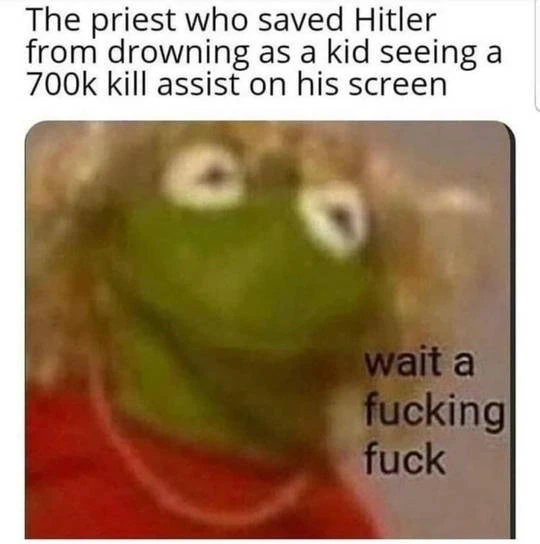 The priest who saved Hitler
from drowning as a kid seeing a
700k kill assist on his screen
wait a
fucking
fuck